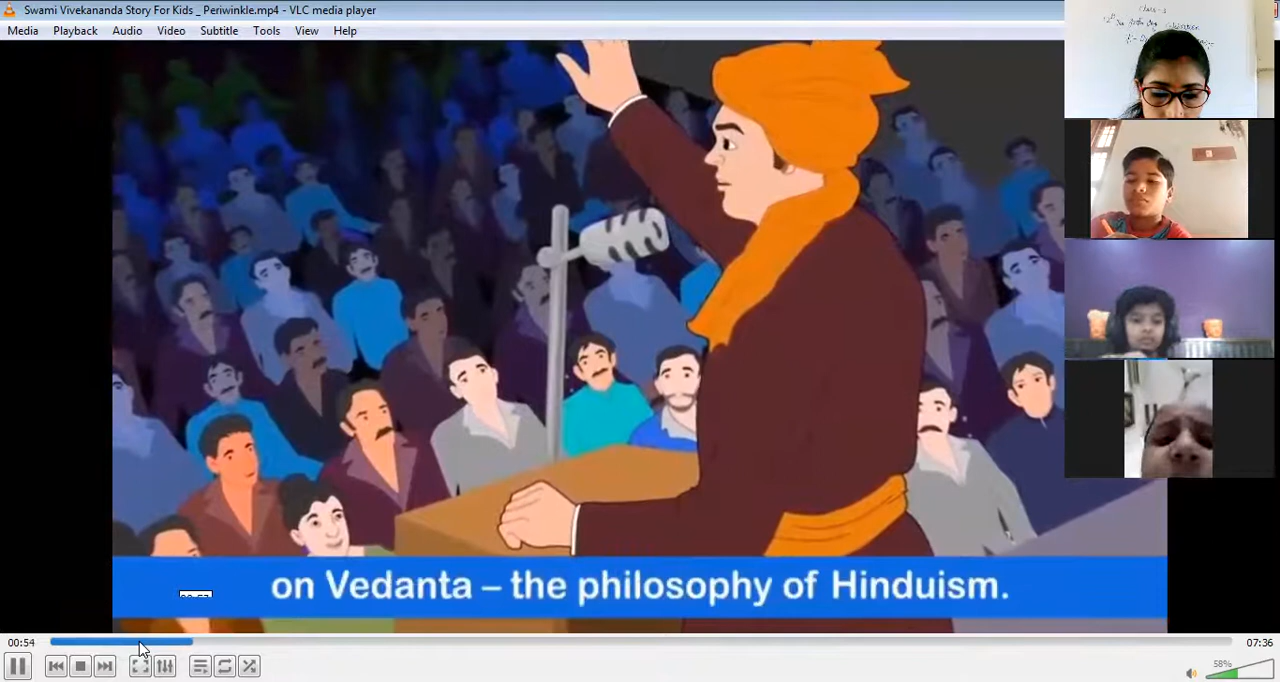 Swami Vivekananda Story For Kids _ Periwinkle.mp4 - VLC media player
Media Playback Audio Video Subtitle Tools View Help
on Vedanta – the philosophy of Hinduism.
00:54
07:36
58%